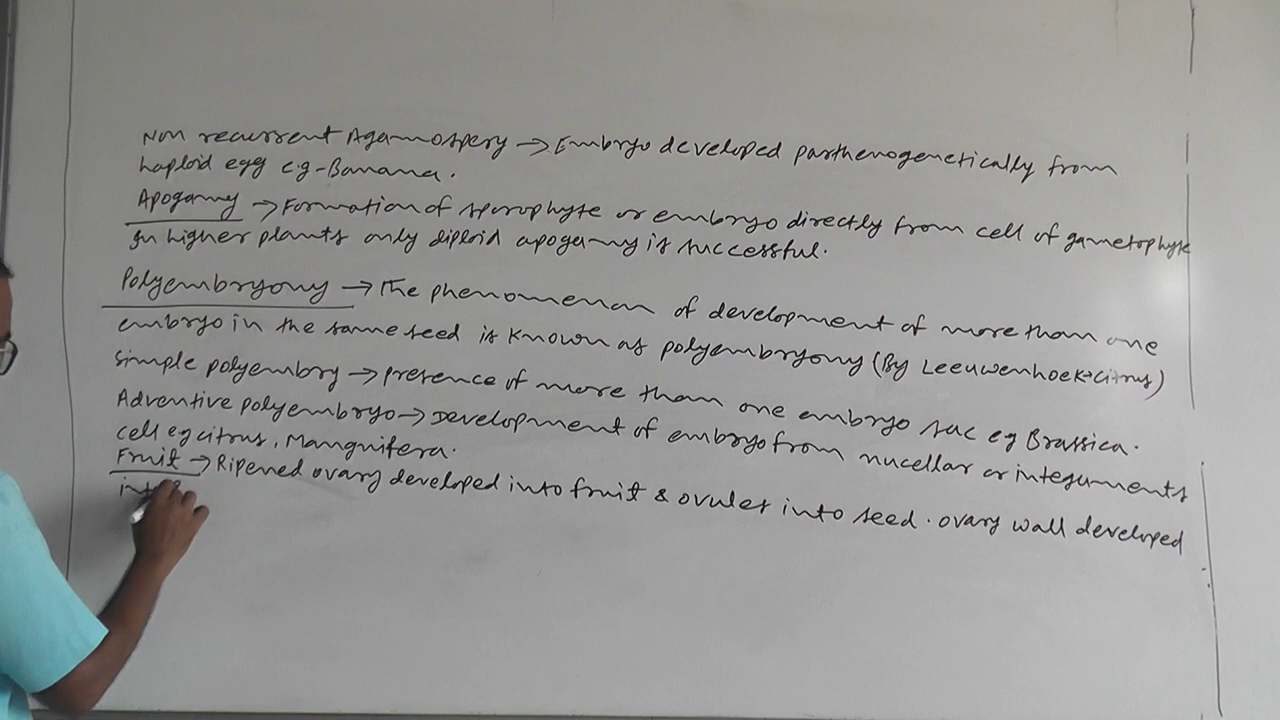 Non recurrent Agamospery → Embryo developed parthenogenetically from
haploid egg e.g-Banana.
Apogamy → Formation of sporophyte or embryo directly from cell of gametophyte
In higher plants only diploid apogamy is successful.
Polyembryony → The phenomenan of development of more than one
embryo in the same seed is known as polyembryony (By Leeuwenhoek→citrus)
simple polyembry → presence of more than one embryo sac eg Brassica.
Adventive polyembryo → Development of embryo from nucellar or integuments
cell eg citrus, Mangnifera.
Fruit → Ripened ovary developed into fruit & ovules into seed. ovary wall developed
into